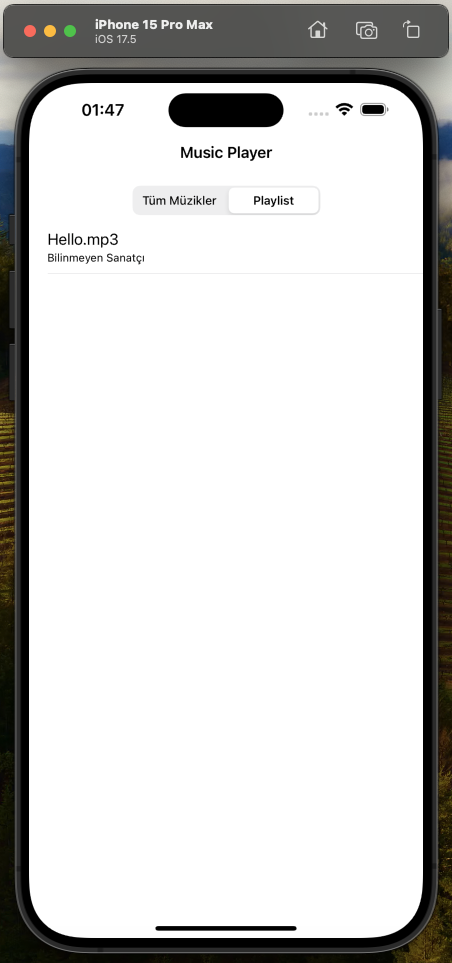 iPhone 15 Pro Max
iOS 17.5
01:47
Music Player
Tüm Müzikler
Playlist
Hello.mp3
Bilinmeyen Sanatçı